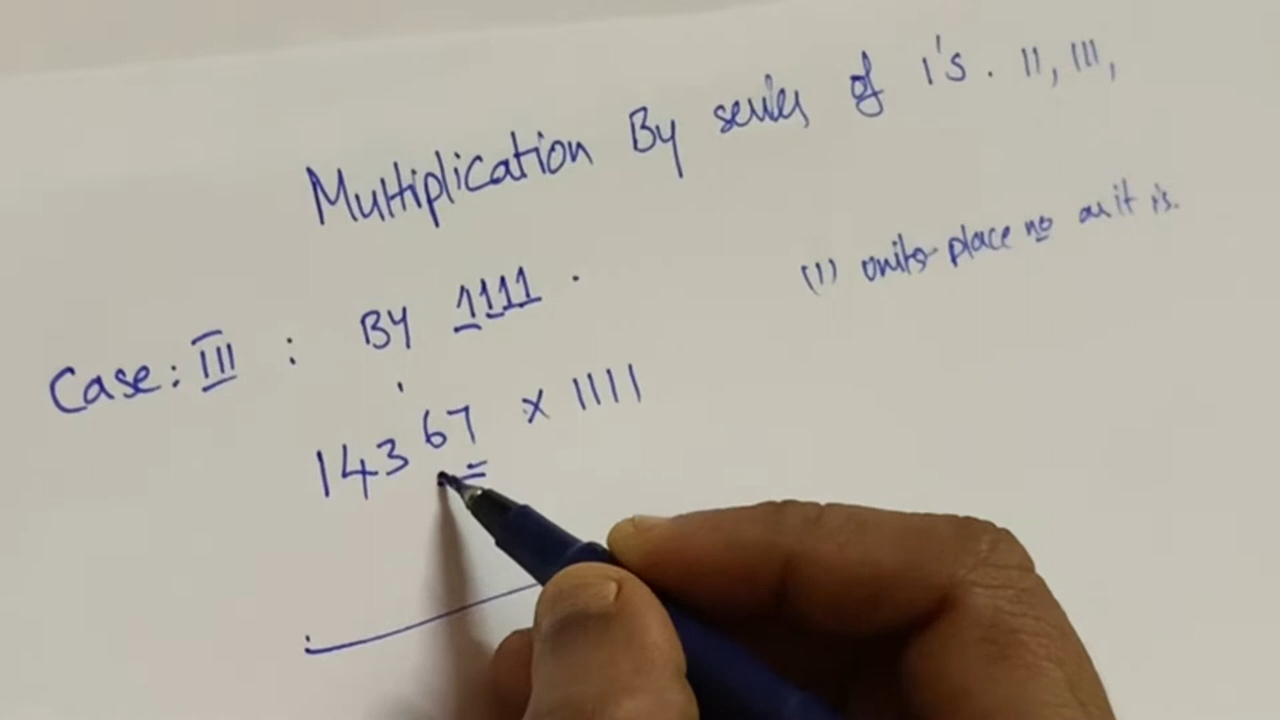 Multiplication By series of 1's. 11, 111,
(1) units place no as it is.
Case: III : By 1111.
14367 x 1111